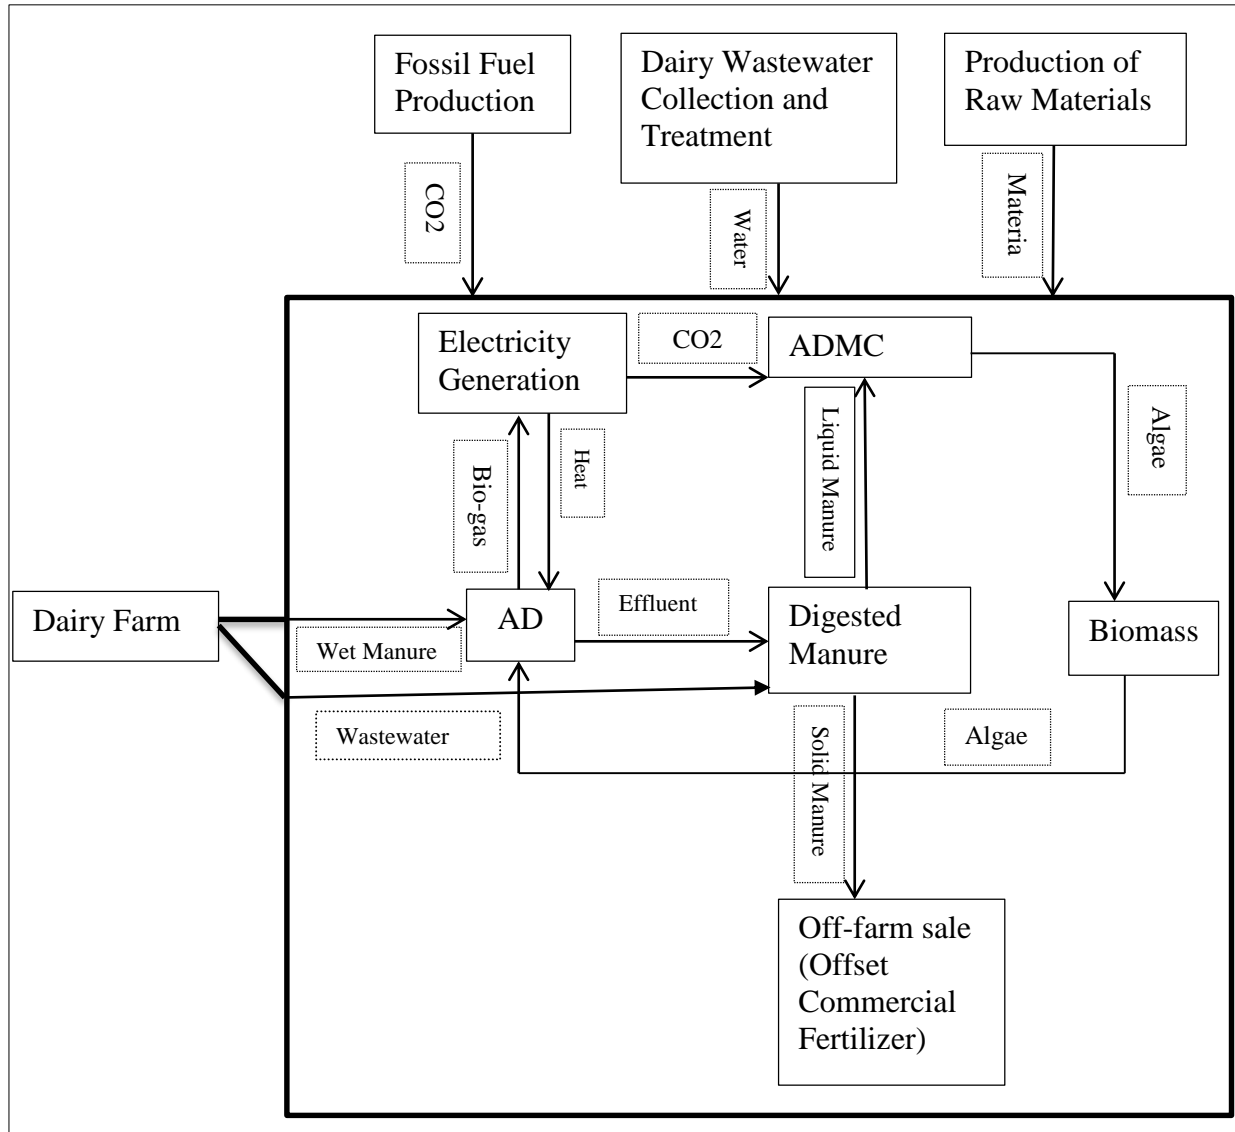 Fossil Fuel
Production
Dairy Wastewater
Collection and
Treatment
Production of
Raw Materials
CO2
Water
Materia
Electricity
Generation
CO2
ADMC
Bio-gas
Heat
Liquid Manure
Algae
Dairy Farm
Wet Manure
AD
Effluent
Digested
Manure
Biomass
Wastewater
Solid Manure
Algae
Off-farm sale
(Offset
Commercial
Fertilizer)